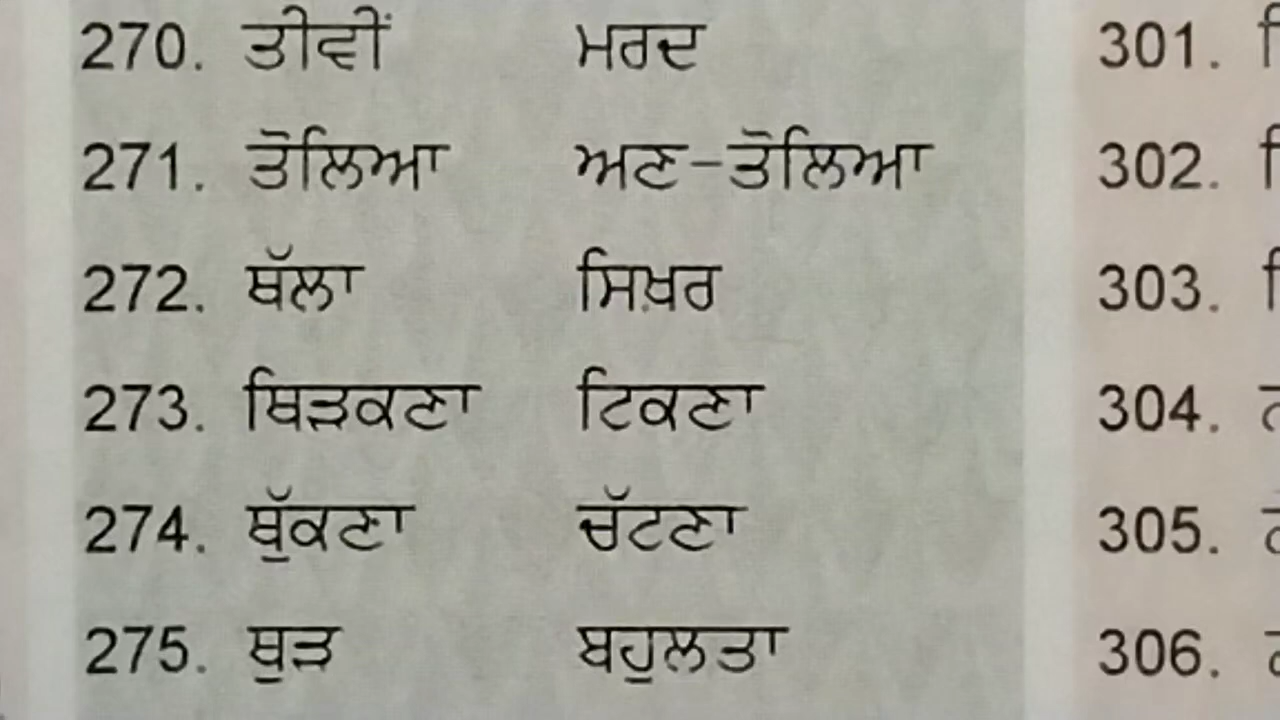 270. ਤੀਵੀਂ ਮਰਦ
271. ਤੋਲਿਆ ਅਣ-ਤੋਲਿਆ
272. ਥੱਲਾ ਸਿਖ਼ਰ
273. ਥਿੜਕਣਾ ਟਿਕਣਾ
274. ਥੁੱਕਣਾ ਚੱਟਣਾ
275. ਥੁੜ ਬਹੁਲਤਾ
301.
302.
303.
304.
305.
306.